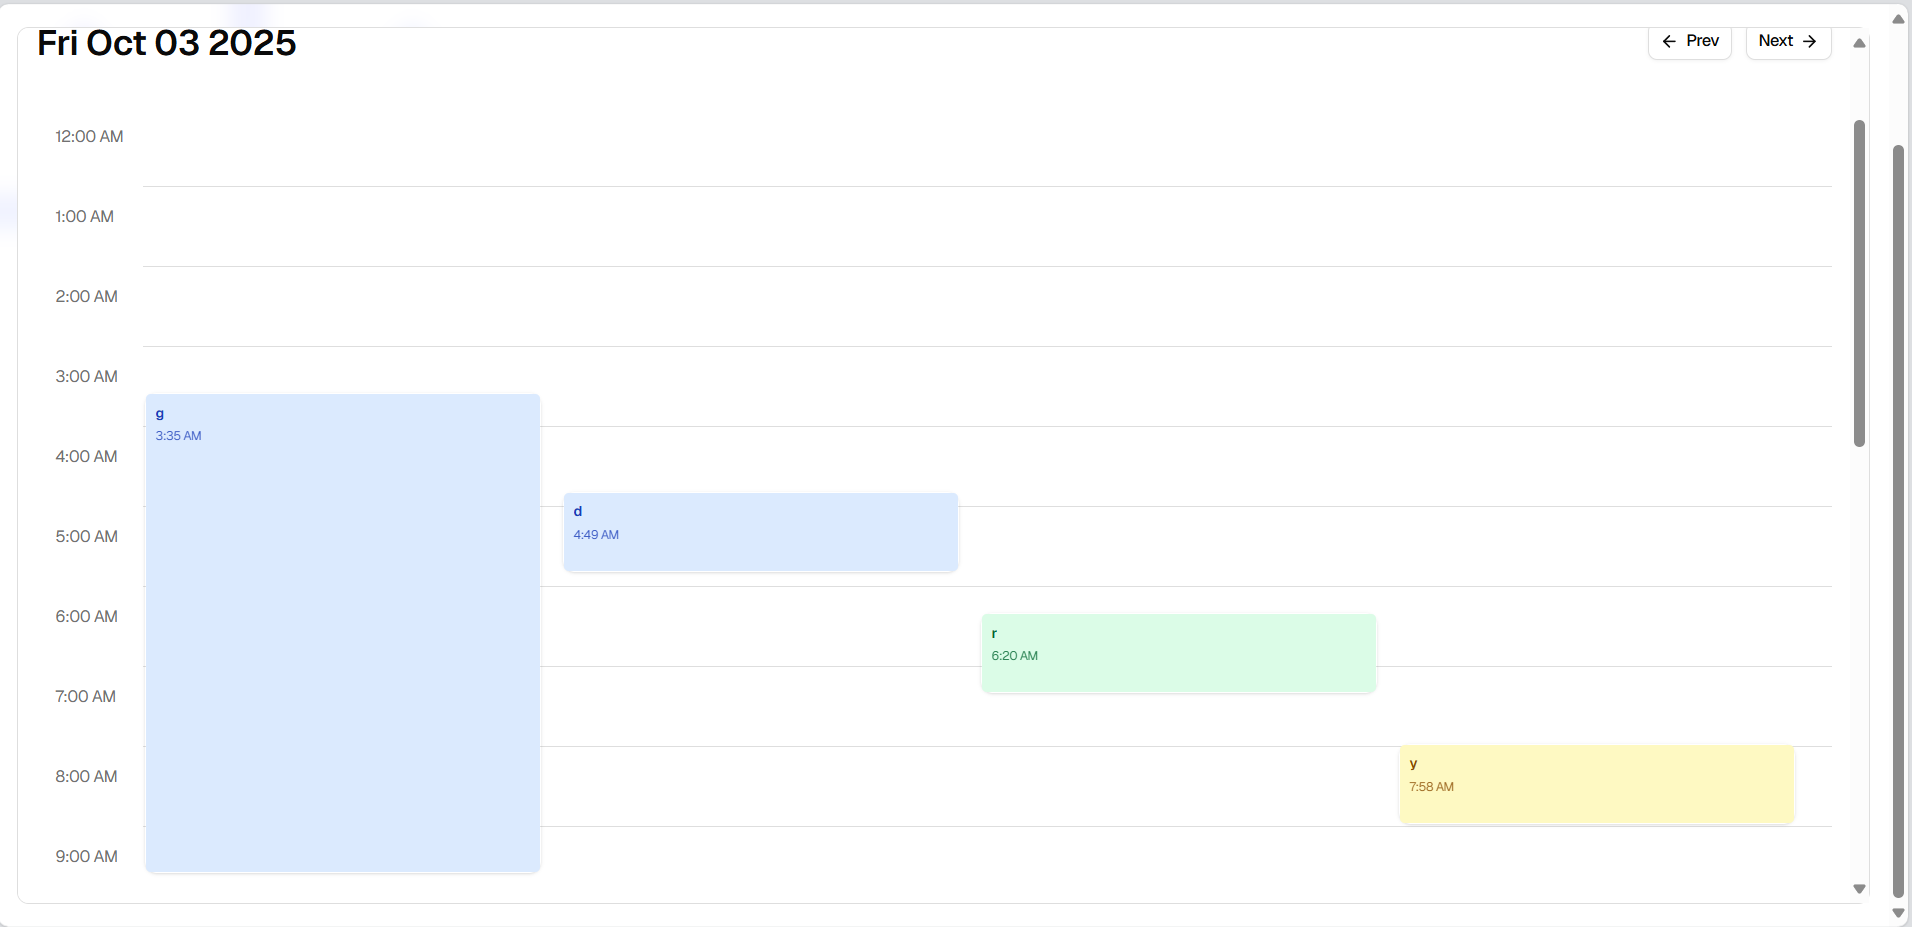 Fri Oct 03 2025
← Prev
Next →
12:00 AM
1:00 AM
2:00 AM
3:00 AM
g
3:35 AM
4:00 AM
d
4:49 AM
5:00 AM
6:00 AM
r
6:20 AM
7:00 AM
y
7:58 AM
8:00 AM
9:00 AM